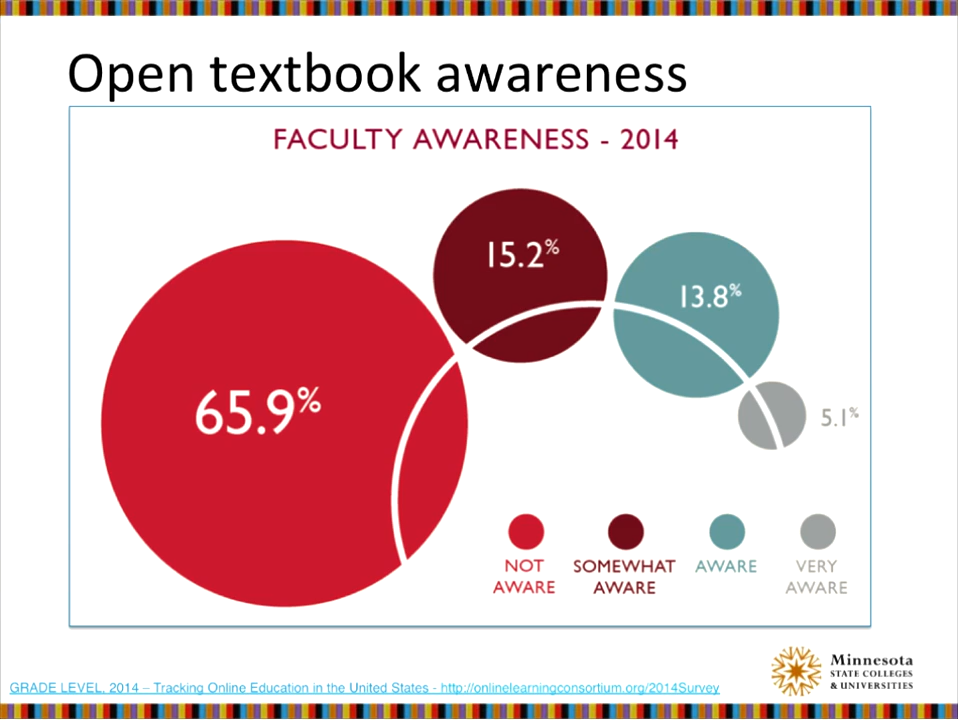 Open textbook awareness
FACULTY AWARENESS - 2014
15.2%
13.8%
65.9%
5.1%
NOT AWARE
SOMEWHAT AWARE
AWARE
VERY AWARE
Minnesota
STATE COLLEGES
& UNIVERSITIES
GRADE LEVEL, 2014 – Tracking Online Education in the United States - http://onlinelearningconsortium.org/2014Survey